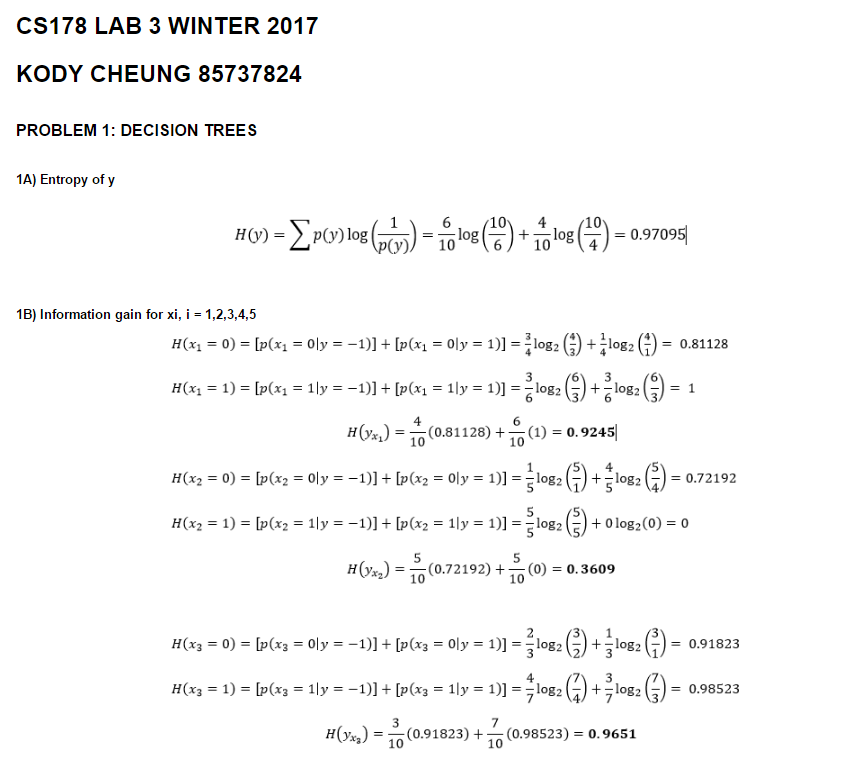 CS178 LAB 3 WINTER 2017
KODY CHEUNG 85737824
PROBLEM 1: DECISION TREES
1A) Entropy of y
H(y) = ∑ p(y) log(1/p(y)) = 6/10 log(10/6) + 4/10 log(10/4) = 0.97095
1B) Information gain for xi, i = 1,2,3,4,5
H(x₁ = 0) = [p(x₁ = 0|y = −1)] + [p(x₁ = 0|y = 1)] = 3/4 log₂(4/3) + 1/4 log₂(4/1) = 0.81128
H(x₁ = 1) = [p(x₁ = 1|y = −1)] + [p(x₁ = 1|y = 1)] = 3/6 log₂(6/3) + 3/6 log₂(6/3) = 1
H(yₓ₁) = 4/10 (0.81128) + 6/10 (1) = 0.9245
H(x₂ = 0) = [p(x₂ = 0|y = −1)] + [p(x₂ = 0|y = 1)] = 1/5 log₂(5/1) + 4/5 log₂(5/4) = 0.72192
H(x₂ = 1) = [p(x₂ = 1|y = −1)] + [p(x₂ = 1|y = 1)] = 5/5 log₂(5/5) + 0 log₂(0) = 0
H(yₓ₂) = 5/10 (0.72192) + 5/10 (0) = 0.3609
H(x₃ = 0) = [p(x₃ = 0|y = −1)] + [p(x₃ = 0|y = 1)] = 2/3 log₂(3/2) + 1/3 log₂(3/1) = 0.91823
H(x₃ = 1) = [p(x₃ = 1|y = −1)] + [p(x₃ = 1|y = 1)] = 4/7 log₂(7/4) + 3/7 log₂(7/3) = 0.98523
H(yₓ₃) = 3/10 (0.91823) + 7/10 (0.98523) = 0.9651